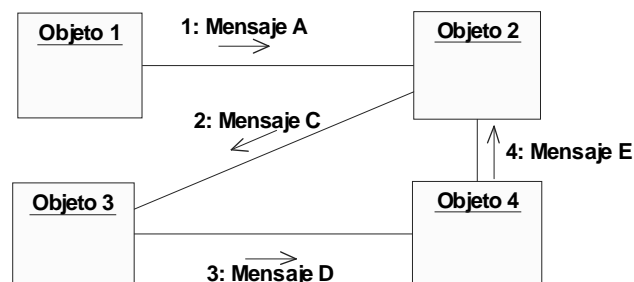 1: Mensaje A
Objeto 1
Objeto 2
2: Mensaje C
4: Mensaje E
Objeto 3
Objeto 4
3: Mensaje D